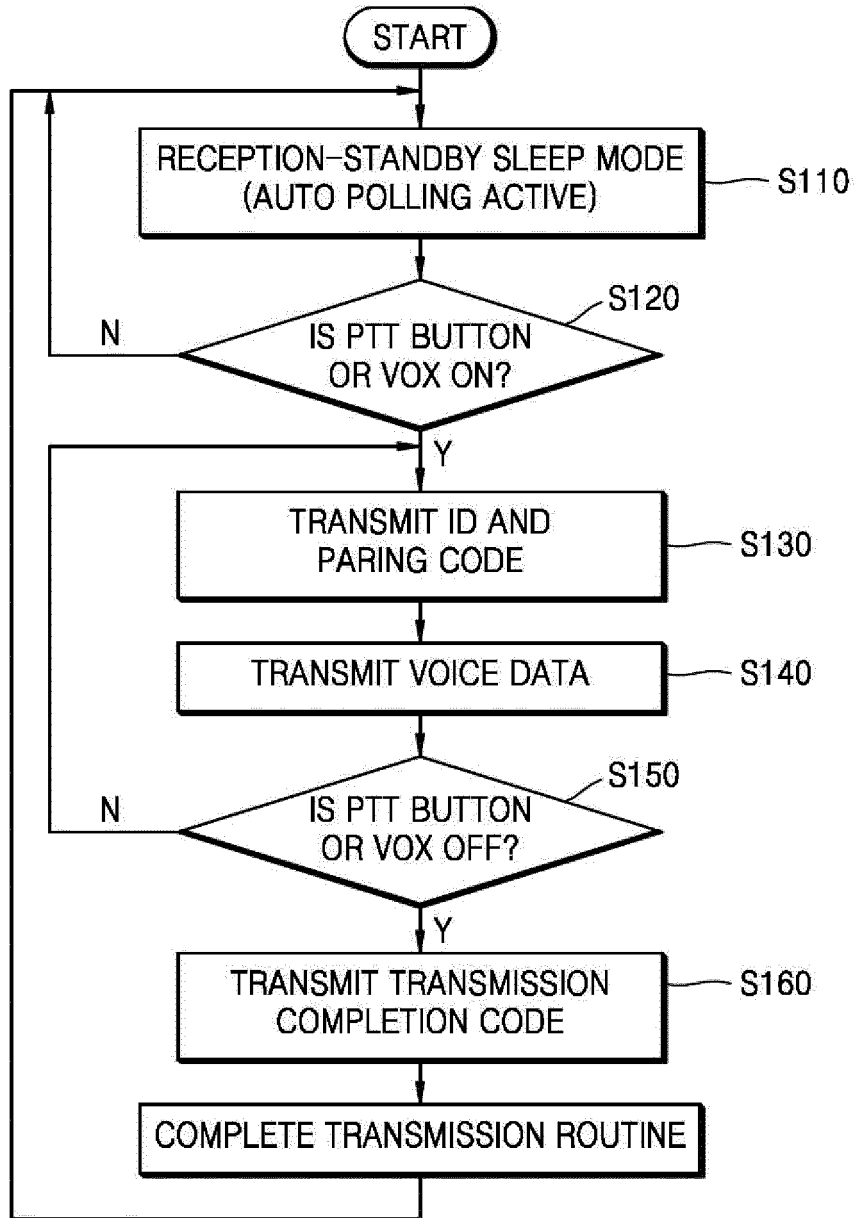 START
RECEPTION-STANDBY SLEEP MODE
(AUTO POLLING ACTIVE)
S110
S120
N
IS PTT BUTTON
OR VOX ON?
Y
TRANSMIT ID AND
PARING CODE
S130
TRANSMIT VOICE DATA
S140
S150
N
IS PTT BUTTON
OR VOX OFF?
Y
TRANSMIT TRANSMISSION
COMPLETION CODE
S160
COMPLETE TRANSMISSION ROUTINE